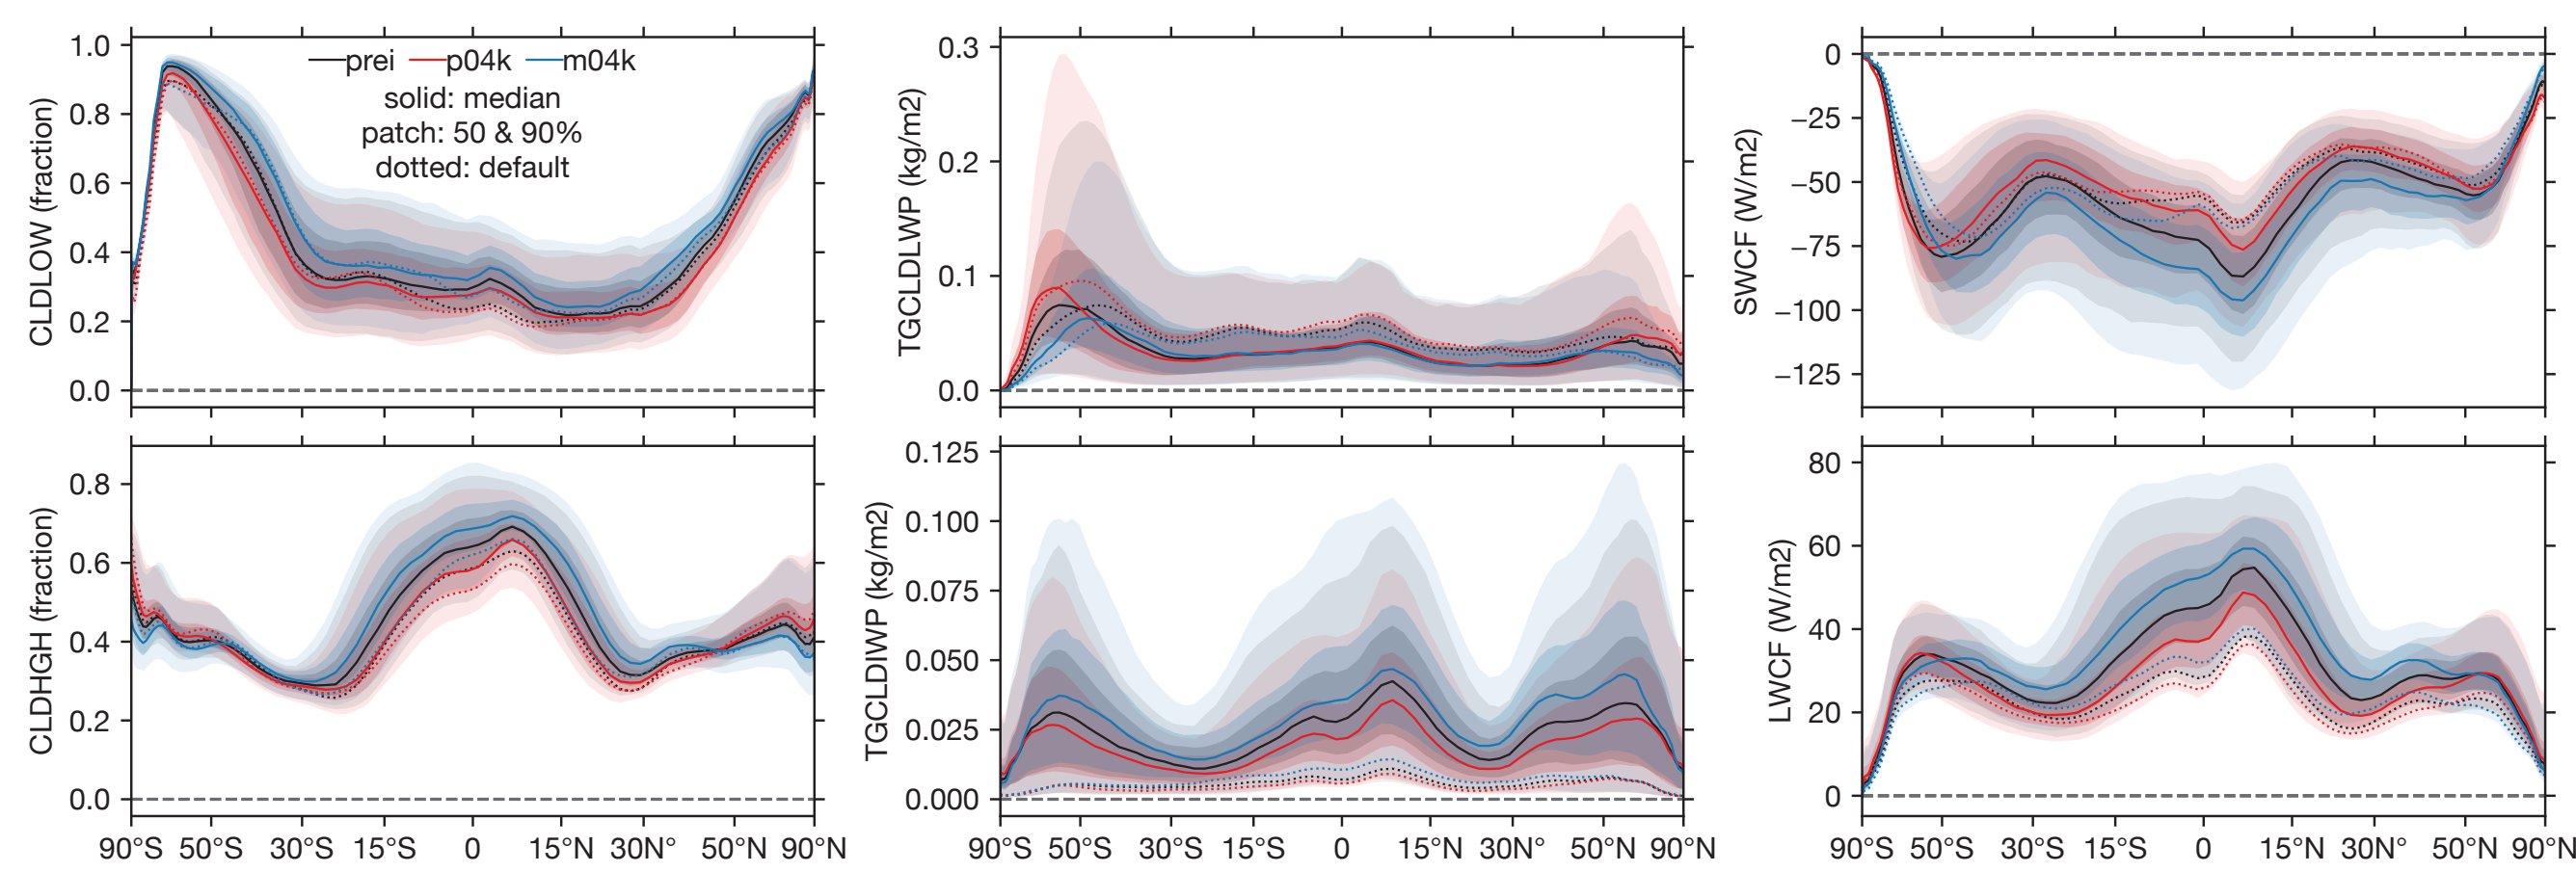 CLDLOW (fraction)
1.0
0.8
0.6
0.4
0.2
0.0
prei p04k m04k
solid: median
patch: 50 & 90%
dotted: default
TGCLDLWP (kg/m2)
0.3
0.2
0.1
0.0
SWCF (W/m2)
0
−25
−50
−75
−100
−125
CLDHGH (fraction)
0.8
0.6
0.4
0.2
0.0
90°S 50°S 30°S 15°S 0 15°N 30N° 50°N 90°N
TGCLDIWP (kg/m2)
0.125
0.100
0.075
0.050
0.025
0.000
90°S 50°S 30°S 15°S 0 15°N 30N° 50°N 90°N
LWCF (W/m2)
80
60
40
20
0
90°S 50°S 30°S 15°S 0 15°N 30N° 50°N 90°N